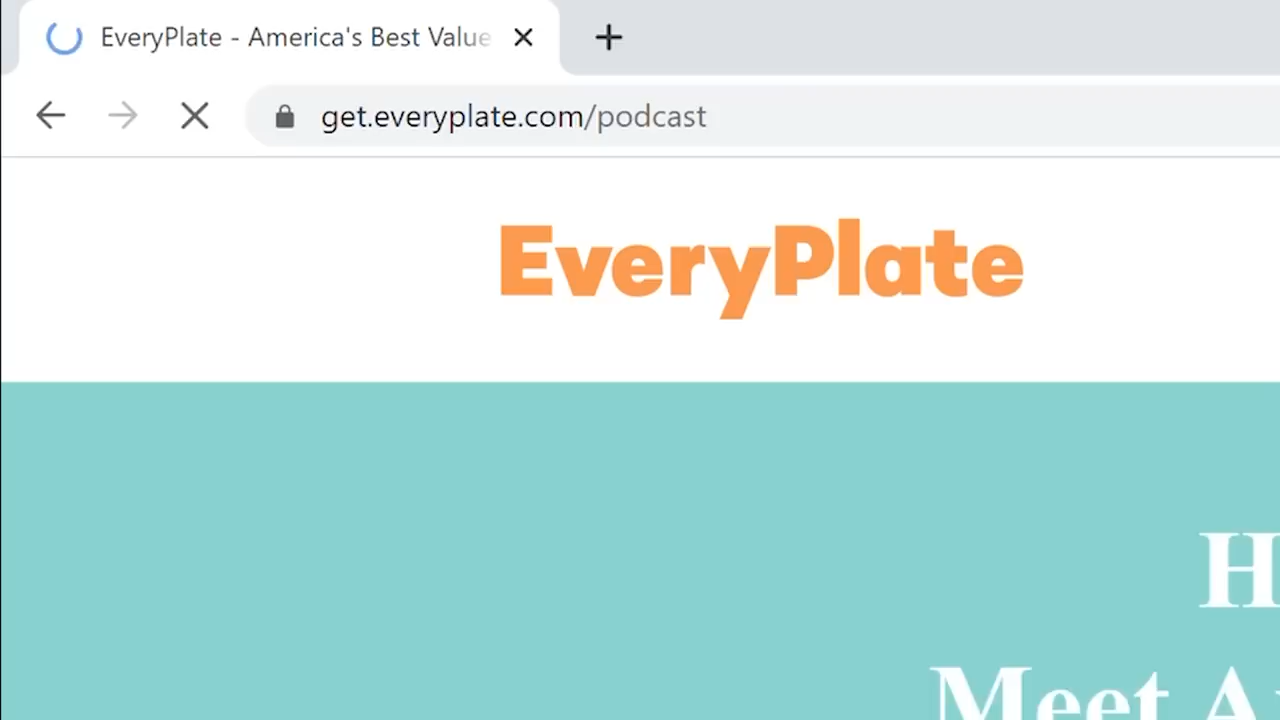 EveryPlate - America's Best Value
get.everyplate.com/podcast
EveryPlate
H
Meet